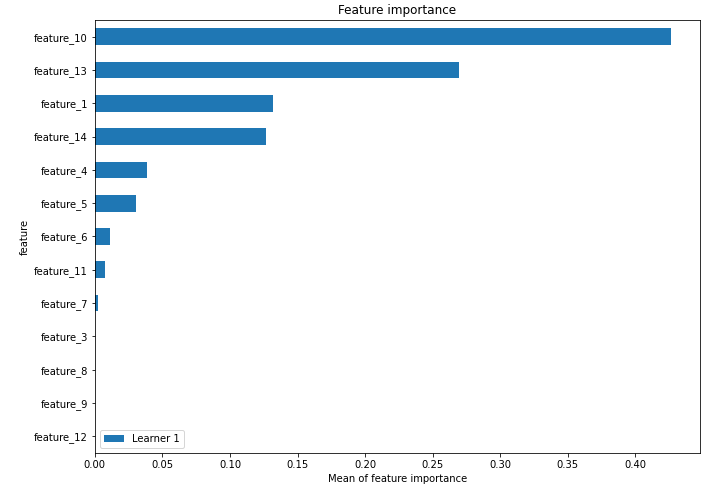 Feature importance
feature_10
feature_13
feature_1
feature_14
feature_4
feature_5
feature_6
feature_11
feature_7
feature_3
feature_8
feature_9
feature_12
feature
Learner 1
0.00 0.05 0.10 0.15 0.20 0.25 0.30 0.35 0.40
Mean of feature importance